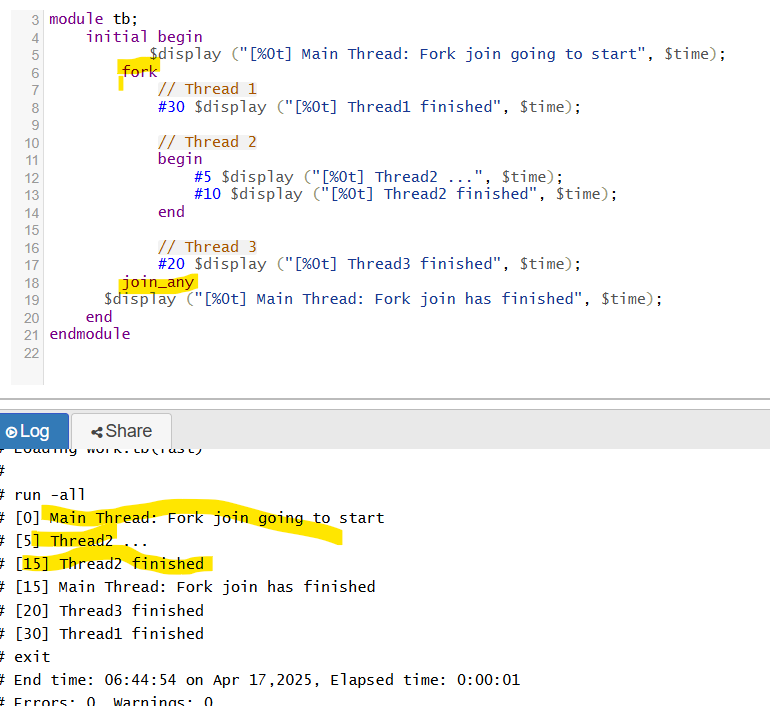 3 module tb;
4 initial begin
5 $display ("[%0t] Main Thread: Fork join going to start", $time);
6 fork
7 // Thread 1
8 #30 $display ("[%0t] Thread1 finished", $time);
9
10 // Thread 2
11 begin
12 #5 $display ("[%0t] Thread2 ...", $time);
13 #10 $display ("[%0t] Thread2 finished", $time);
14 end
15
16 // Thread 3
17 #20 $display ("[%0t] Thread3 finished", $time);
18 join_any
19 $display ("[%0t] Main Thread: Fork join has finished", $time);
20 end
21 endmodule
22
Log Share
# Loading work.tb(fast)
#
# run -all
# [0] Main Thread: Fork join going to start
# [5] Thread2 ...
# [15] Thread2 finished
# [15] Main Thread: Fork join has finished
# [20] Thread3 finished
# [30] Thread1 finished
# exit
# End time: 06:44:54 on Apr 17,2025, Elapsed time: 0:00:01
# Errors: 0, Warnings: 0